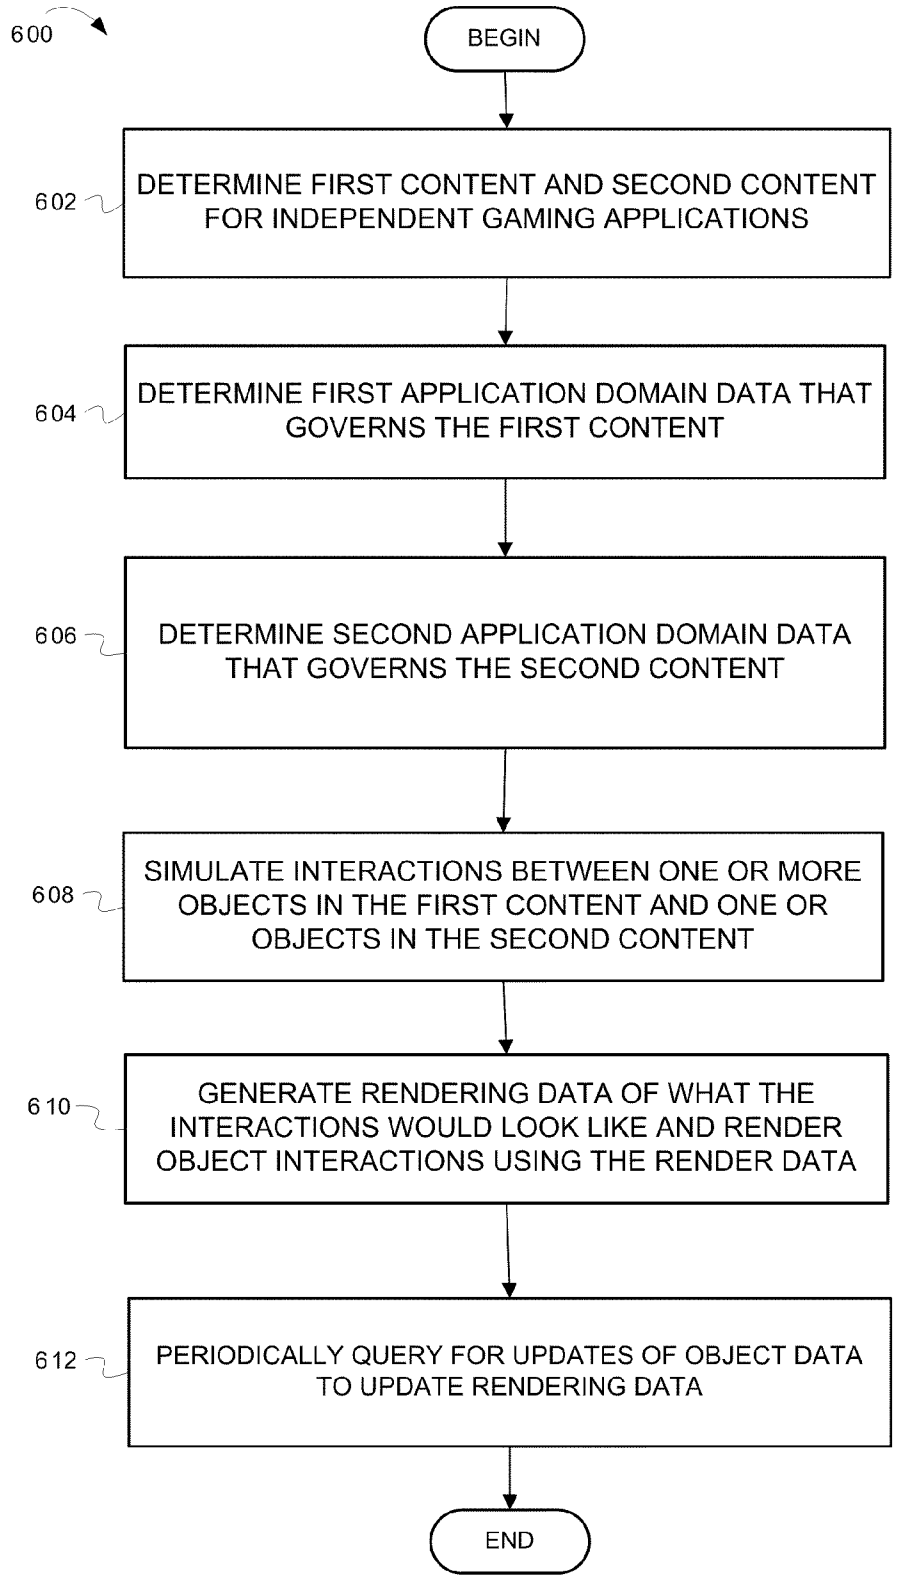 600
BEGIN
602
DETERMINE FIRST CONTENT AND SECOND CONTENT
FOR INDEPENDENT GAMING APPLICATIONS
604
DETERMINE FIRST APPLICATION DOMAIN DATA THAT
GOVERNS THE FIRST CONTENT
606
DETERMINE SECOND APPLICATION DOMAIN DATA
THAT GOVERNS THE SECOND CONTENT
608
SIMULATE INTERACTIONS BETWEEN ONE OR MORE
OBJECTS IN THE FIRST CONTENT AND ONE OR
OBJECTS IN THE SECOND CONTENT
610
GENERATE RENDERING DATA OF WHAT THE
INTERACTIONS WOULD LOOK LIKE AND RENDER
OBJECT INTERACTIONS USING THE RENDER DATA
612
PERIODICALLY QUERY FOR UPDATES OF OBJECT DATA
TO UPDATE RENDERING DATA
END